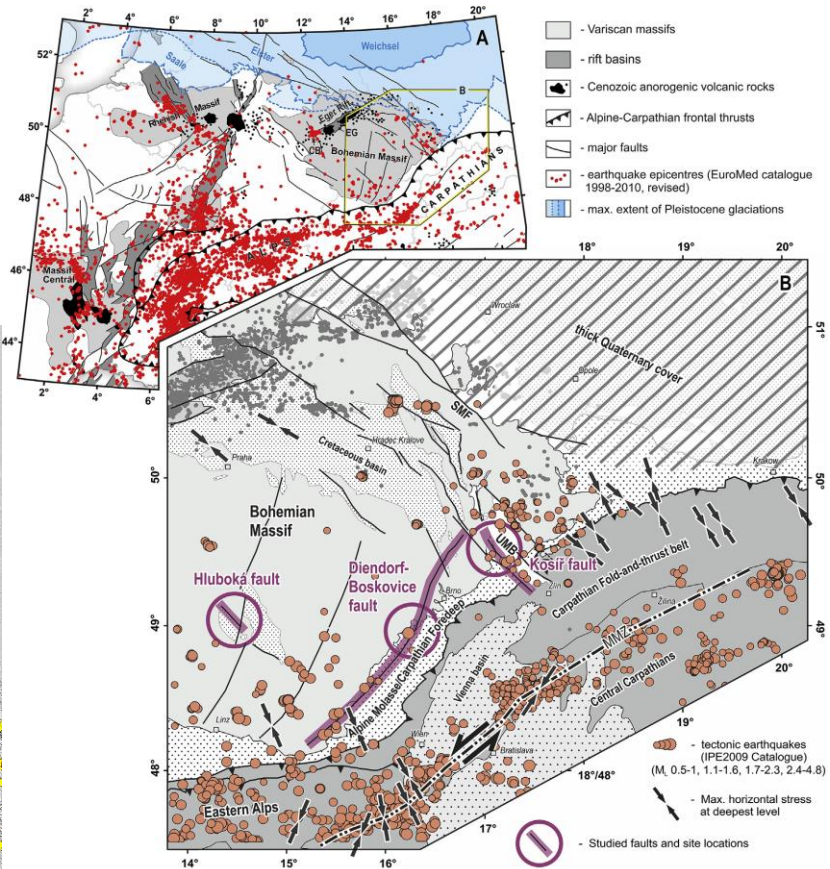 2° 4° 6° 8° 10° 12° 14° 16° 18° 20°
A
52°
50°
48°
46°
44°
Saale
Elster
Weichsel
Rhenish Massif
Eger Rift
B
EG
CB
Bohemian Massif
CARPATHIANS
ALPS
Massif
Central
2° 4° 6°
- Variscan massifs
- rift basins
- Cenozoic anorogenic volcanic rocks
- Alpine-Carpathian frontal thrusts
- major faults
- earthquake epicentres (EuroMed catalogue
1998-2010, revised)
- max. extent of Pleistocene glaciations
18° 19° 20°
B
Wroclaw
51°
thick Quaternary cover
Opole
SMF
Hradec Králove
Cretaceous basin
Praha
Krakow
50°
50°
Bohemian
Massif
UMB
Diendorf-
Boskovice
fault
Košíř fault
Hluboká fault
Brno
Zlín
Carpathian Fold-and-thrust belt
Žilina
49°
49°
MMZ
Alpine Molasse/Carpathian Foredeep
Vienna basin
Central Carpathians
20°
19°
Linz
Wien
Bratislava
48°
18°/48°
Eastern Alps
17°
14° 15° 16°
- tectonic earthquakes
(IPE2009 Catalogue)
(ML 0.5-1, 1.1-1.6, 1.7-2.3, 2.4-4.8)
- Max. horizontal stress
at deepest level
- Studied faults and site locations